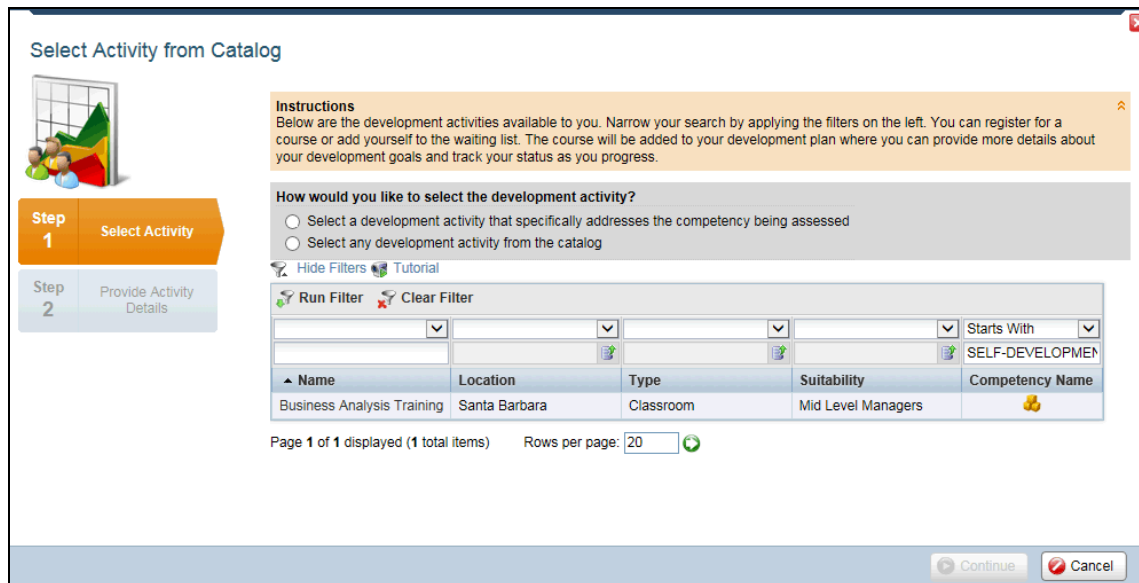 Select Activity from Catalog
Instructions
Below are the development activities available to you. Narrow your search by applying the filters on the left. You can register for a
course or add yourself to the waiting list. The course will be added to your development plan where you can provide more details about
your development goals and track your status as you progress.
How would you like to select the development activity?
Select a development activity that specifically addresses the competency being assessed
Select any development activity from the catalog
Step
1
Select Activity
Step
2
Provide Activity
Details
Hide Filters Tutorial
Run Filter Clear Filter
Starts With
SELF-DEVELOPMEN
Name Location Type Suitability Competency Name
Business Analysis Training Santa Barbara Classroom Mid Level Managers
Page 1 of 1 displayed (1 total items) Rows per page: 20
Continue Cancel